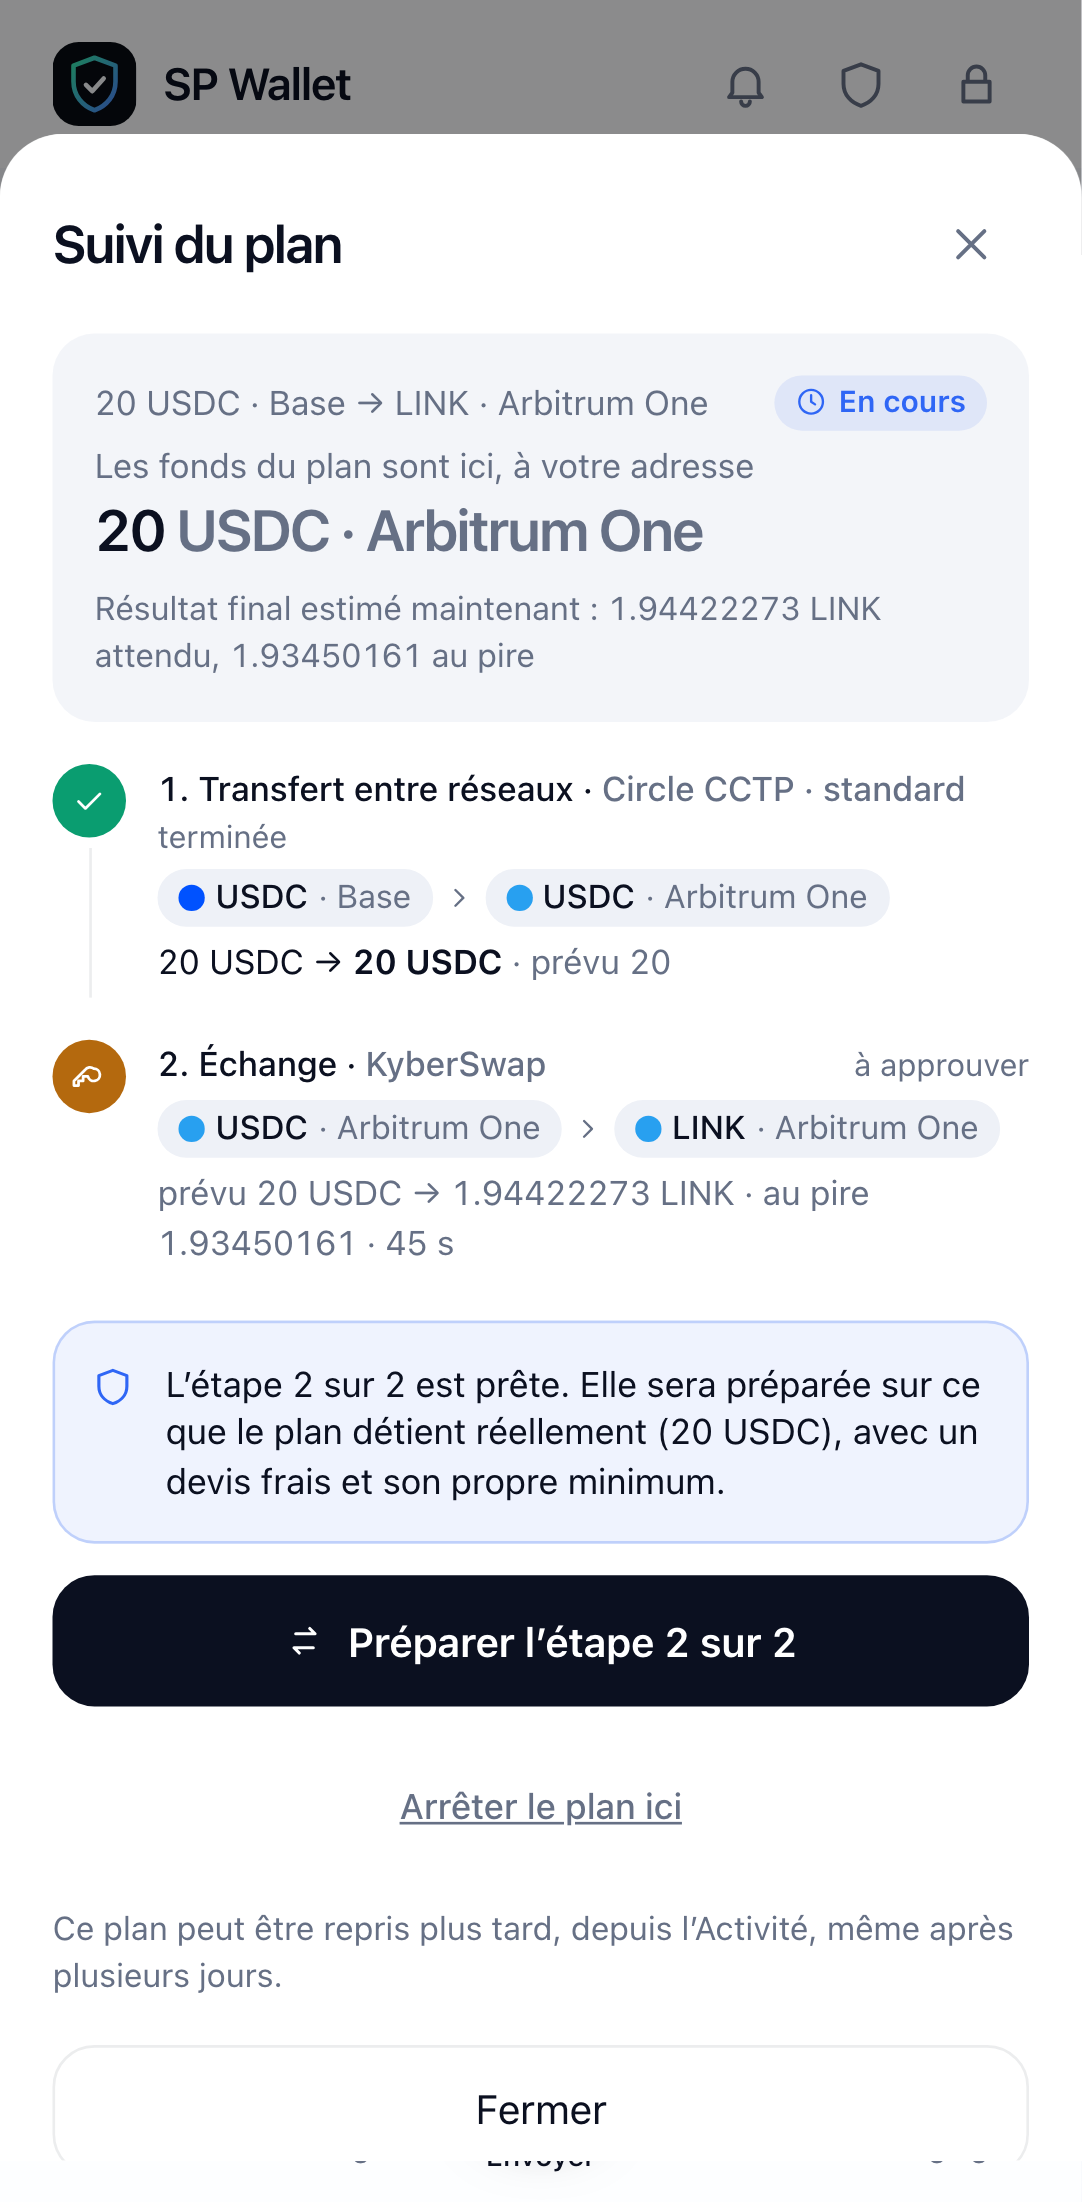 SP Wallet
Suivi du plan
20 USDC · Base → LINK · Arbitrum One
En cours
Les fonds du plan sont ici, à votre adresse
20 USDC · Arbitrum One
Résultat final estimé maintenant : 1.94422273 LINK
attendu, 1.93450161 au pire
1. Transfert entre réseaux · Circle CCTP · standard
terminée
USDC · Base › USDC · Arbitrum One
20 USDC → 20 USDC · prévu 20
2. Échange · KyberSwap
à approuver
USDC · Arbitrum One › LINK · Arbitrum One
prévu 20 USDC → 1.94422273 LINK · au pire
1.93450161 · 45 s
L’étape 2 sur 2 est prête. Elle sera préparée sur ce
que le plan détient réellement (20 USDC), avec un
devis frais et son propre minimum.
Préparer l’étape 2 sur 2
Arrêter le plan ici
Ce plan peut être repris plus tard, depuis l’Activité, même après
plusieurs jours.
Fermer
Envoyer